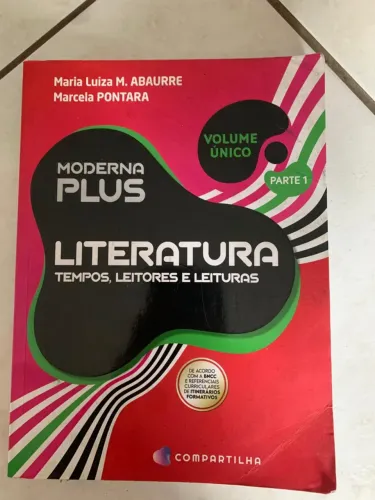 Maria Luíza M. ABAURRE
Marcela PONTARA
VOLUME
ÚNICO
PARTE 1
MODERNA
PLUS
LITERATURA
TEMPOS, LEITORES E LEITURAS
DE ACORDO
COM A BNCC
E REFERENCIAIS
CURRICULARES
DE ITINERÁRIOS
FORMATIVOS
COMPARTILHA